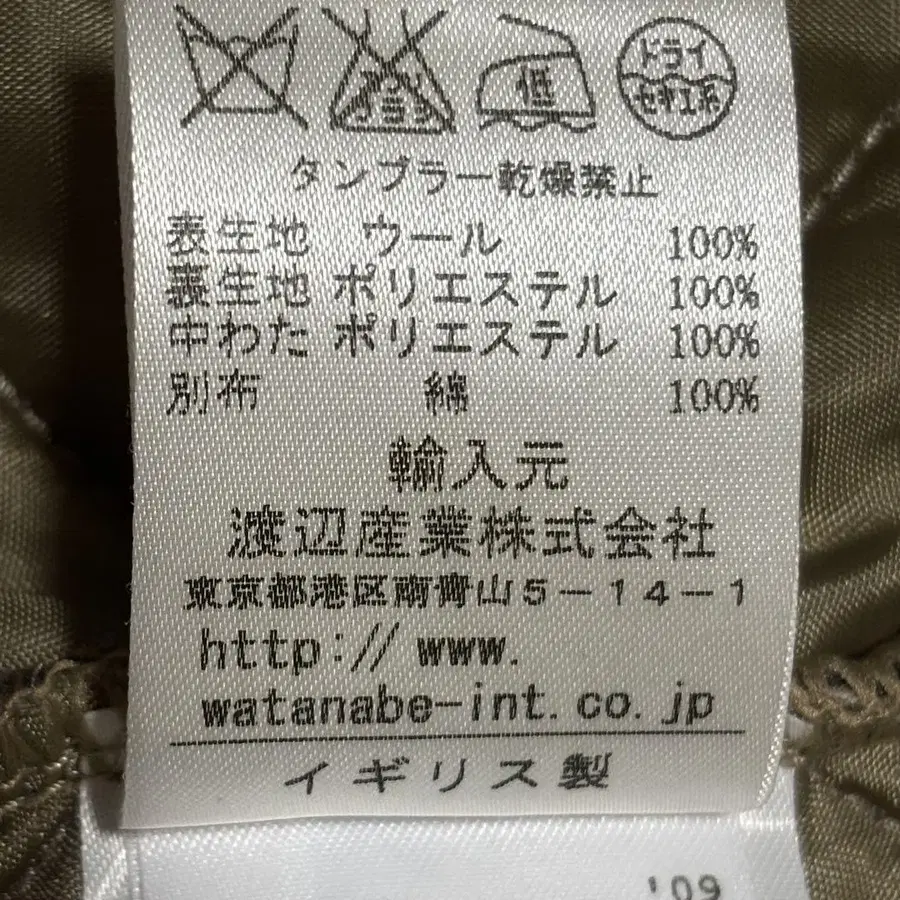 エンソ
低
ドライ
セキユ系
タンブラー乾燥禁止
表生地 ウール 100%
裏生地 ポリエステル 100%
中わた ポリエステル 100%
別布 綿 100%
輸入元
渡辺産業株式会社
東京都港区南青山5-14-1
http://www.
watanabe-int.co.jp
イギリス製
'09